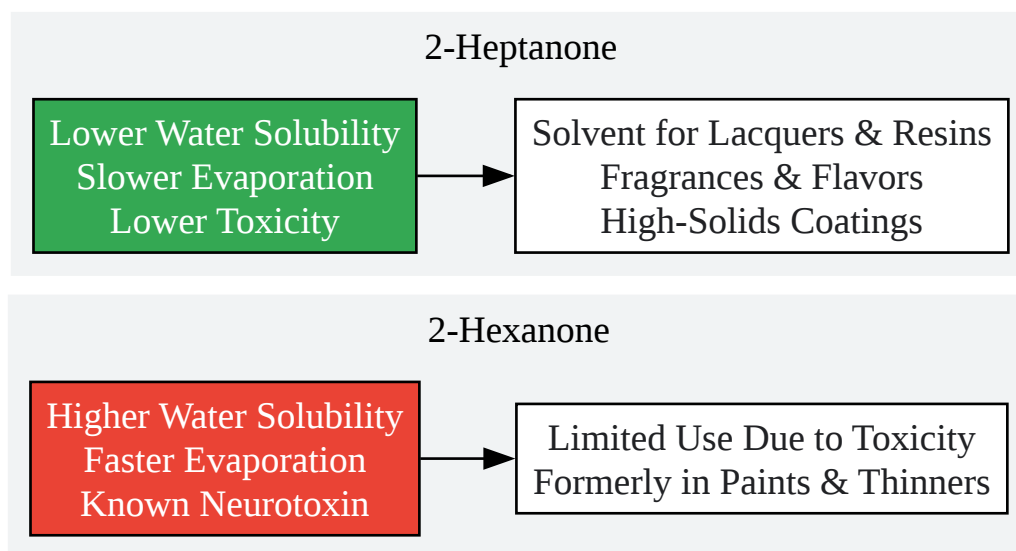 2-Heptanone
Lower Water Solubility
Slower Evaporation
Lower Toxicity
Solvent for Lacquers & Resins
Fragrances & Flavors
High-Solids Coatings
2-Hexanone
Higher Water Solubility
Faster Evaporation
Known Neurotoxin
Limited Use Due to Toxicity
Formerly in Paints & Thinners